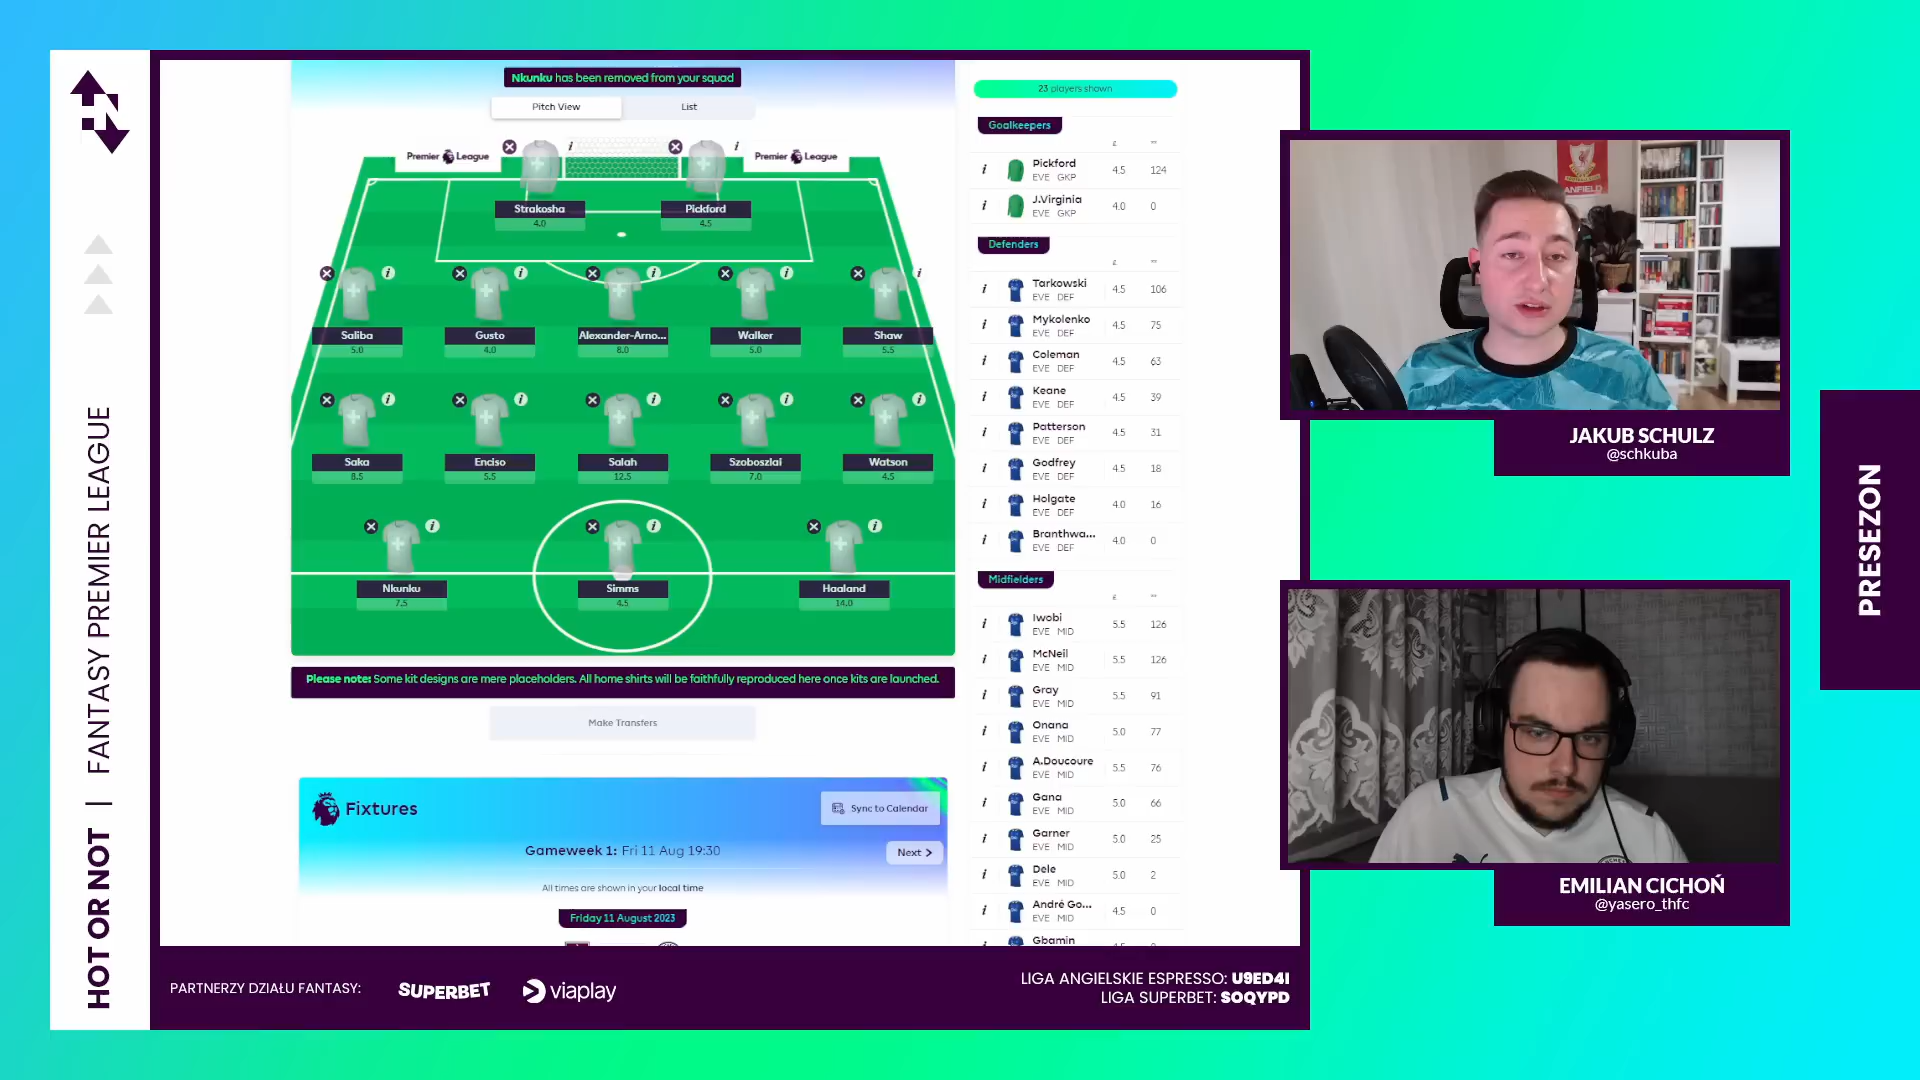 HOT OR NOT | FANTASY PREMIER LEAGUE
Nkunku has been removed from your squad
Pitch View
List
Premier League
Premier League
Strakosha
4.0
Pickford
4.5
Saliba
5.0
Gusto
4.0
Alexander-Arno...
8.0
Walker
5.0
Shaw
5.5
Saka
8.5
Enciso
5.5
Salah
12.5
Szoboszlai
7.0
Watson
4.5
Nkunku
7.5
Simms
4.5
Haaland
14.0
Please note: Some kit designs are mere placeholders. All home shirts will be faithfully reproduced here once kits are launched.
Make Transfers
Fixtures
Sync to Calendar
Gameweek 1: Fri 11 Aug 19:30
Next
All times are shown in your local time
Friday 11 August 2023
23 players shown
Goalkeepers
£
Pickford 4.5 124
EVE GKP
J.Virginia 4.0 0
EVE GKP
Defenders
£
Tarkowski 4.5 106
EVE DEF
Mykolenko 4.5 75
EVE DEF
Coleman 4.5 63
EVE DEF
Keane 4.5 39
EVE DEF
Patterson 4.5 31
EVE DEF
Godfrey 4.5 18
EVE DEF
Holgate 4.0 16
EVE DEF
Branthwa... 4.0 0
EVE DEF
Midfielders
£
Iwobi 5.5 126
EVE MID
McNeil 5.5 126
EVE MID
Gray 5.5 91
EVE MID
Onana 5.0 77
EVE MID
A.Doucoure 5.5 76
EVE MID
Gana 5.0 66
EVE MID
Garner 5.0 25
EVE MID
Dele 5.0 2
EVE MID
André Go... 4.5 0
EVE MID
Gbamin
ANFIELD
JAKUB SCHULZ
@schkuba
EMILIAN CICHOŃ
@yasero_thfc
PRESEZON
PARTNERZY DZIAŁU FANTASY:
SUPERBET
viaplay
LIGA ANGIELSKIE ESPRESSO: U9ED4I
LIGA SUPERBET: SOQYPD